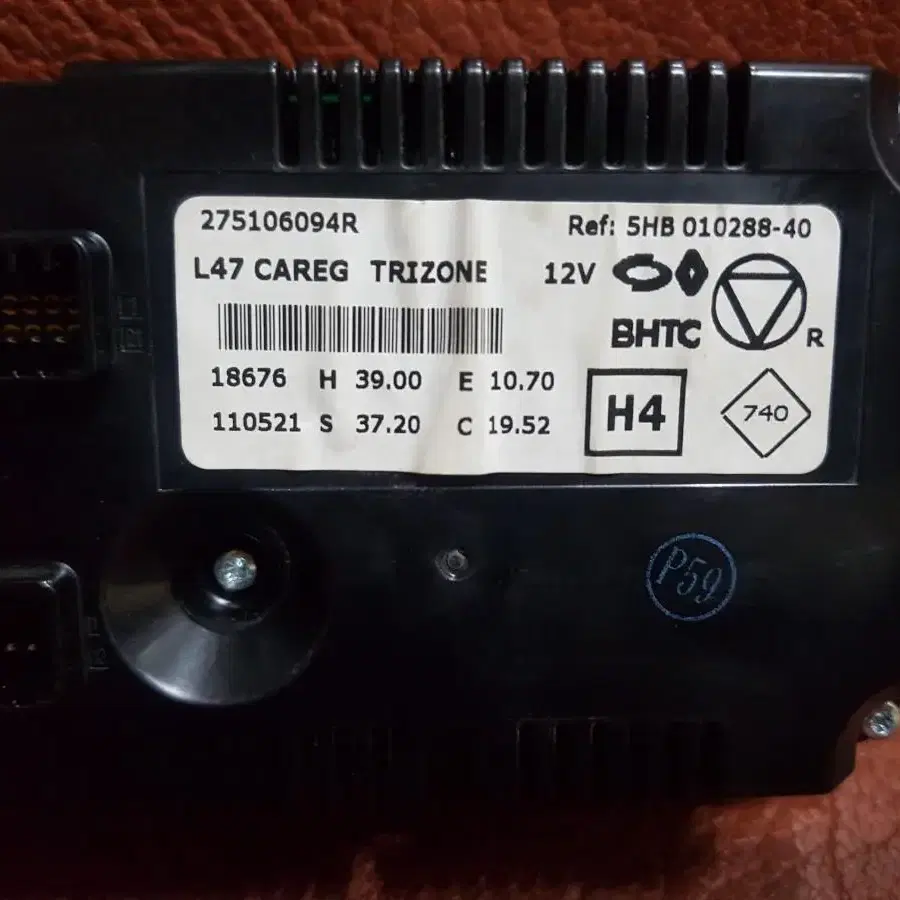 275106094R
Ref: 5HB 010288-40
L47 CAREG TRIZONE
12V
BHTC
R
18676 H 39.00 E 10.70
110521 S 37.20 C 19.52
H4
740
P59